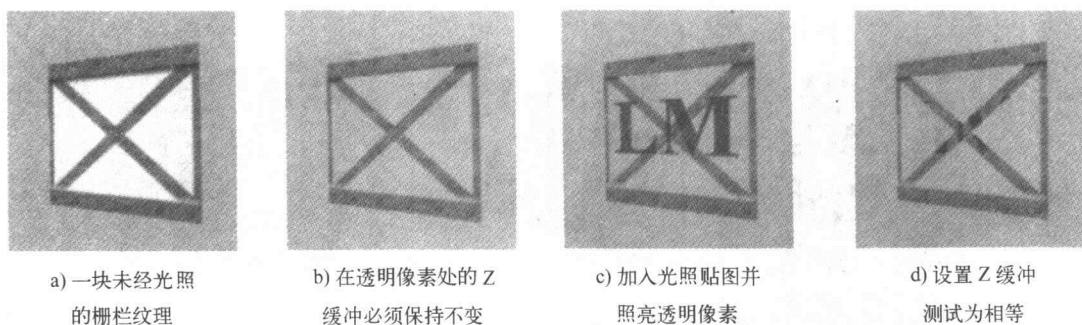 LM
a) 一块未经光照
的栅栏纹理
b) 在透明像素处的 Z
缓冲必须保持不变
c) 加入光照贴图并
照亮透明像素
d) 设置 Z 缓冲
测试为相等